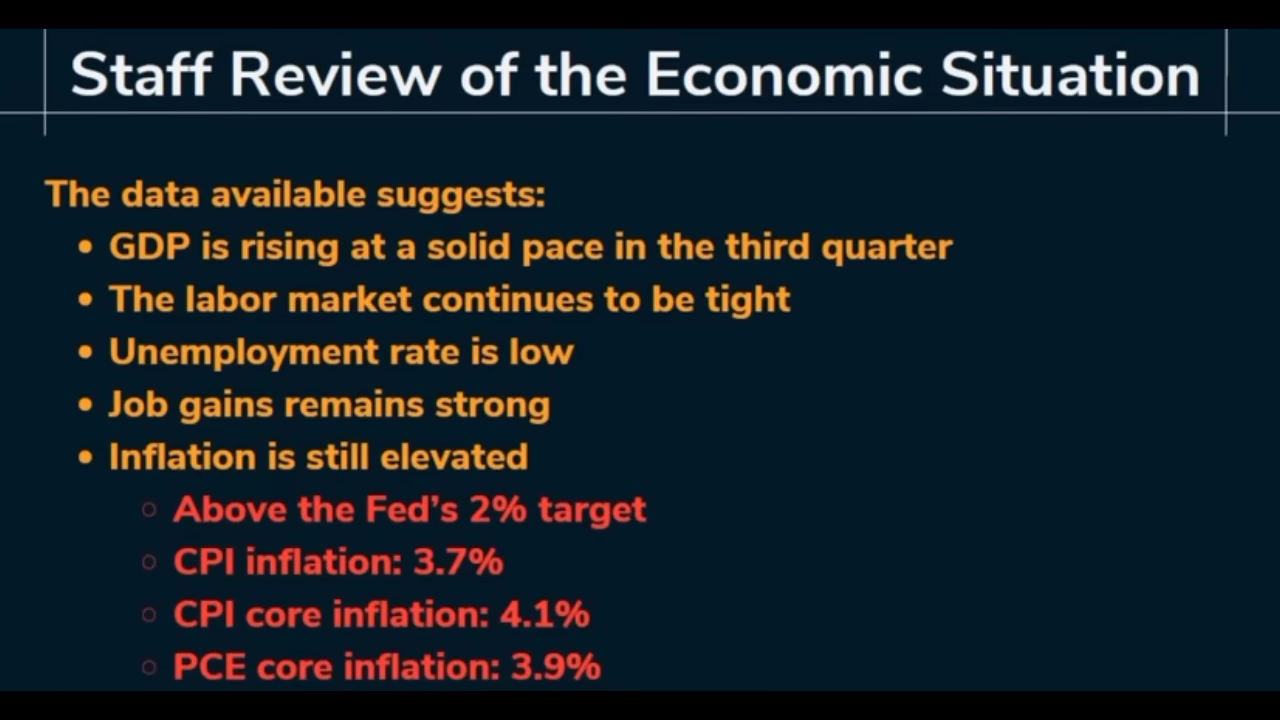 Staff Review of the Economic Situation
The data available suggests:
• GDP is rising at a solid pace in the third quarter
• The labor market continues to be tight
• Unemployment rate is low
• Job gains remains strong
• Inflation is still elevated
○ Above the Fed’s 2% target
○ CPI inflation: 3.7%
○ CPI core inflation: 4.1%
○ PCE core inflation: 3.9%